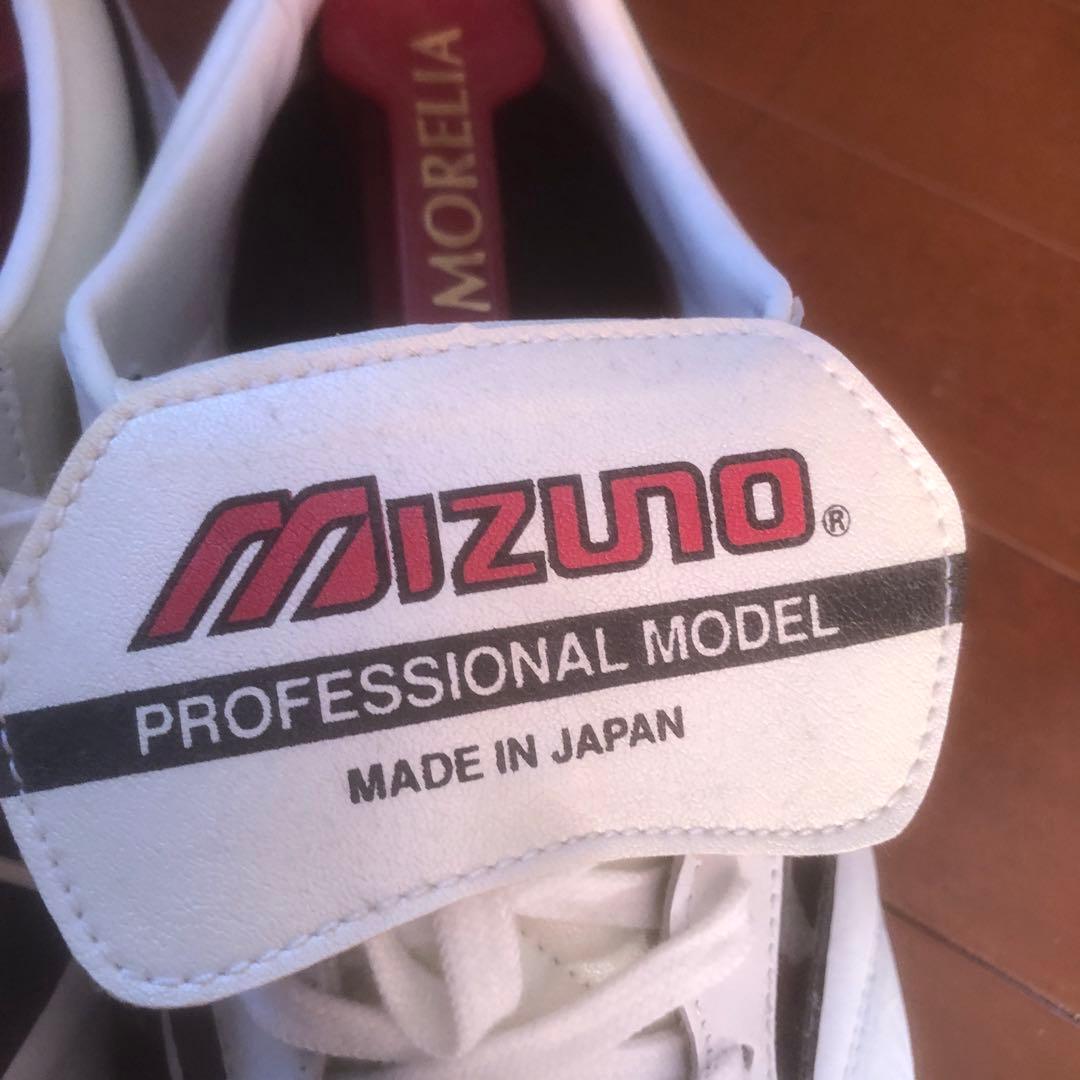 MORELIA
MIZUNO®
PROFESSIONAL MODEL
MADE IN JAPAN